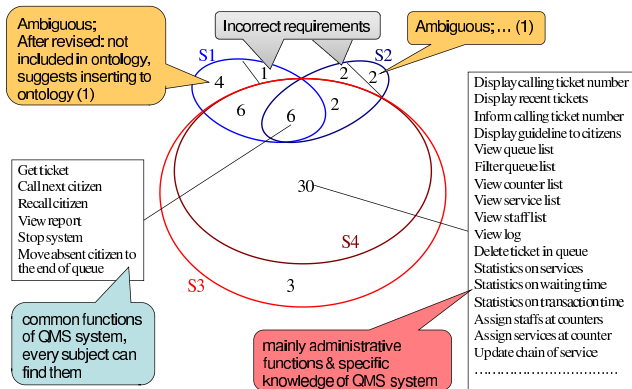 Ambiguous;
After revised: not
included in ontology,
suggests inserting to
ontology (1)
Incorrect requirements
Ambiguous; … (1)
S1
S2
4
1
2
2
6
6
2
30
S4
S3
3
Get ticket
Call next citizen
Recall citizen
View report
Stop system
Move absent citizen to
the end of queue
common functions
of QMS system,
every subject can
find them
Display calling ticket number
Display recent tickets
Inform calling ticket number
Display guideline to citizens
View queue list
Filter queue list
View counter list
View service list
View staff list
View log
Delete ticket in queue
Statistics on services
Statistics on waiting time
Statistics on transaction time
Assign staffs at counters
Assign services at counter
Update chain of service
……………………………
mainly administrative
functions & specific
knowledge of QMS system